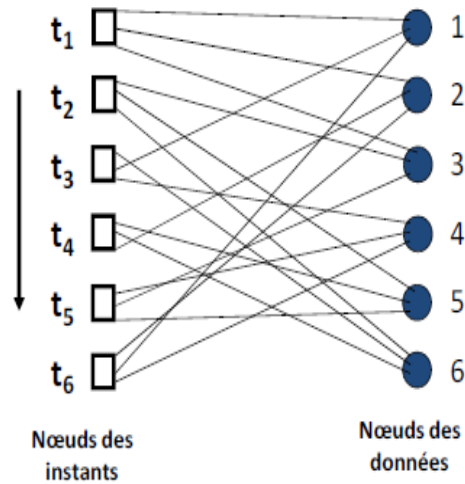 t1 1
t2 2
t3 3
t4 4
t5 5
t6 6
Nœuds des
instants
Nœuds des
données